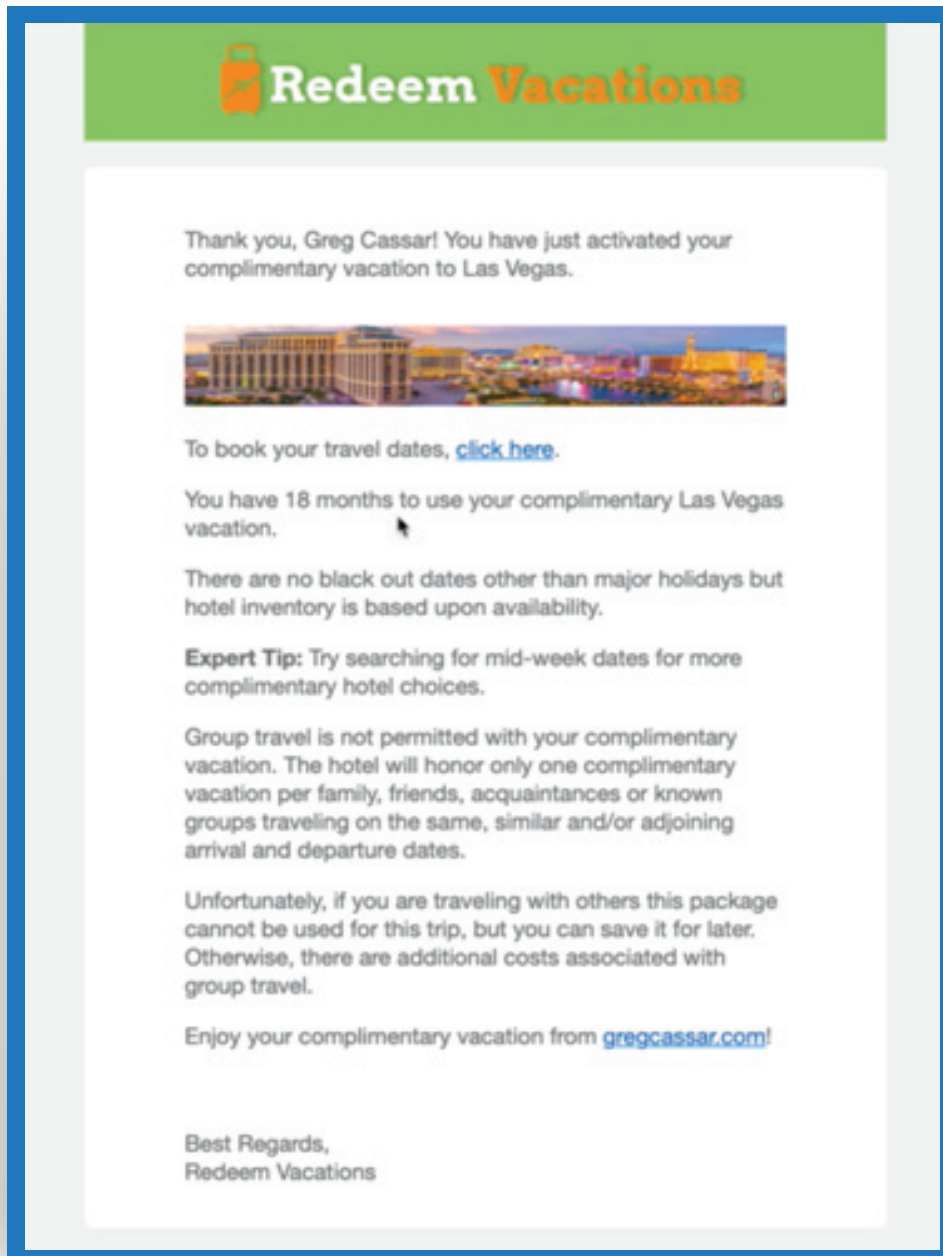 Redeem Vacations
Thank you, Greg Cassar! You have just activated your
complimentary vacation to Las Vegas.
To book your travel dates, click here.
You have 18 months to use your complimentary Las Vegas
vacation.
There are no black out dates other than major holidays but
hotel inventory is based upon availability.
Expert Tip: Try searching for mid-week dates for more
complimentary hotel choices.
Group travel is not permitted with your complimentary
vacation. The hotel will honor only one complimentary
vacation per family, friends, acquaintances or known
groups traveling on the same, similar and/or adjoining
arrival and departure dates.
Unfortunately, if you are traveling with others this package
cannot be used for this trip, but you can save it for later.
Otherwise, there are additional costs associated with
group travel.
Enjoy your complimentary vacation from gregcassar.com!
Best Regards,
Redeem Vacations